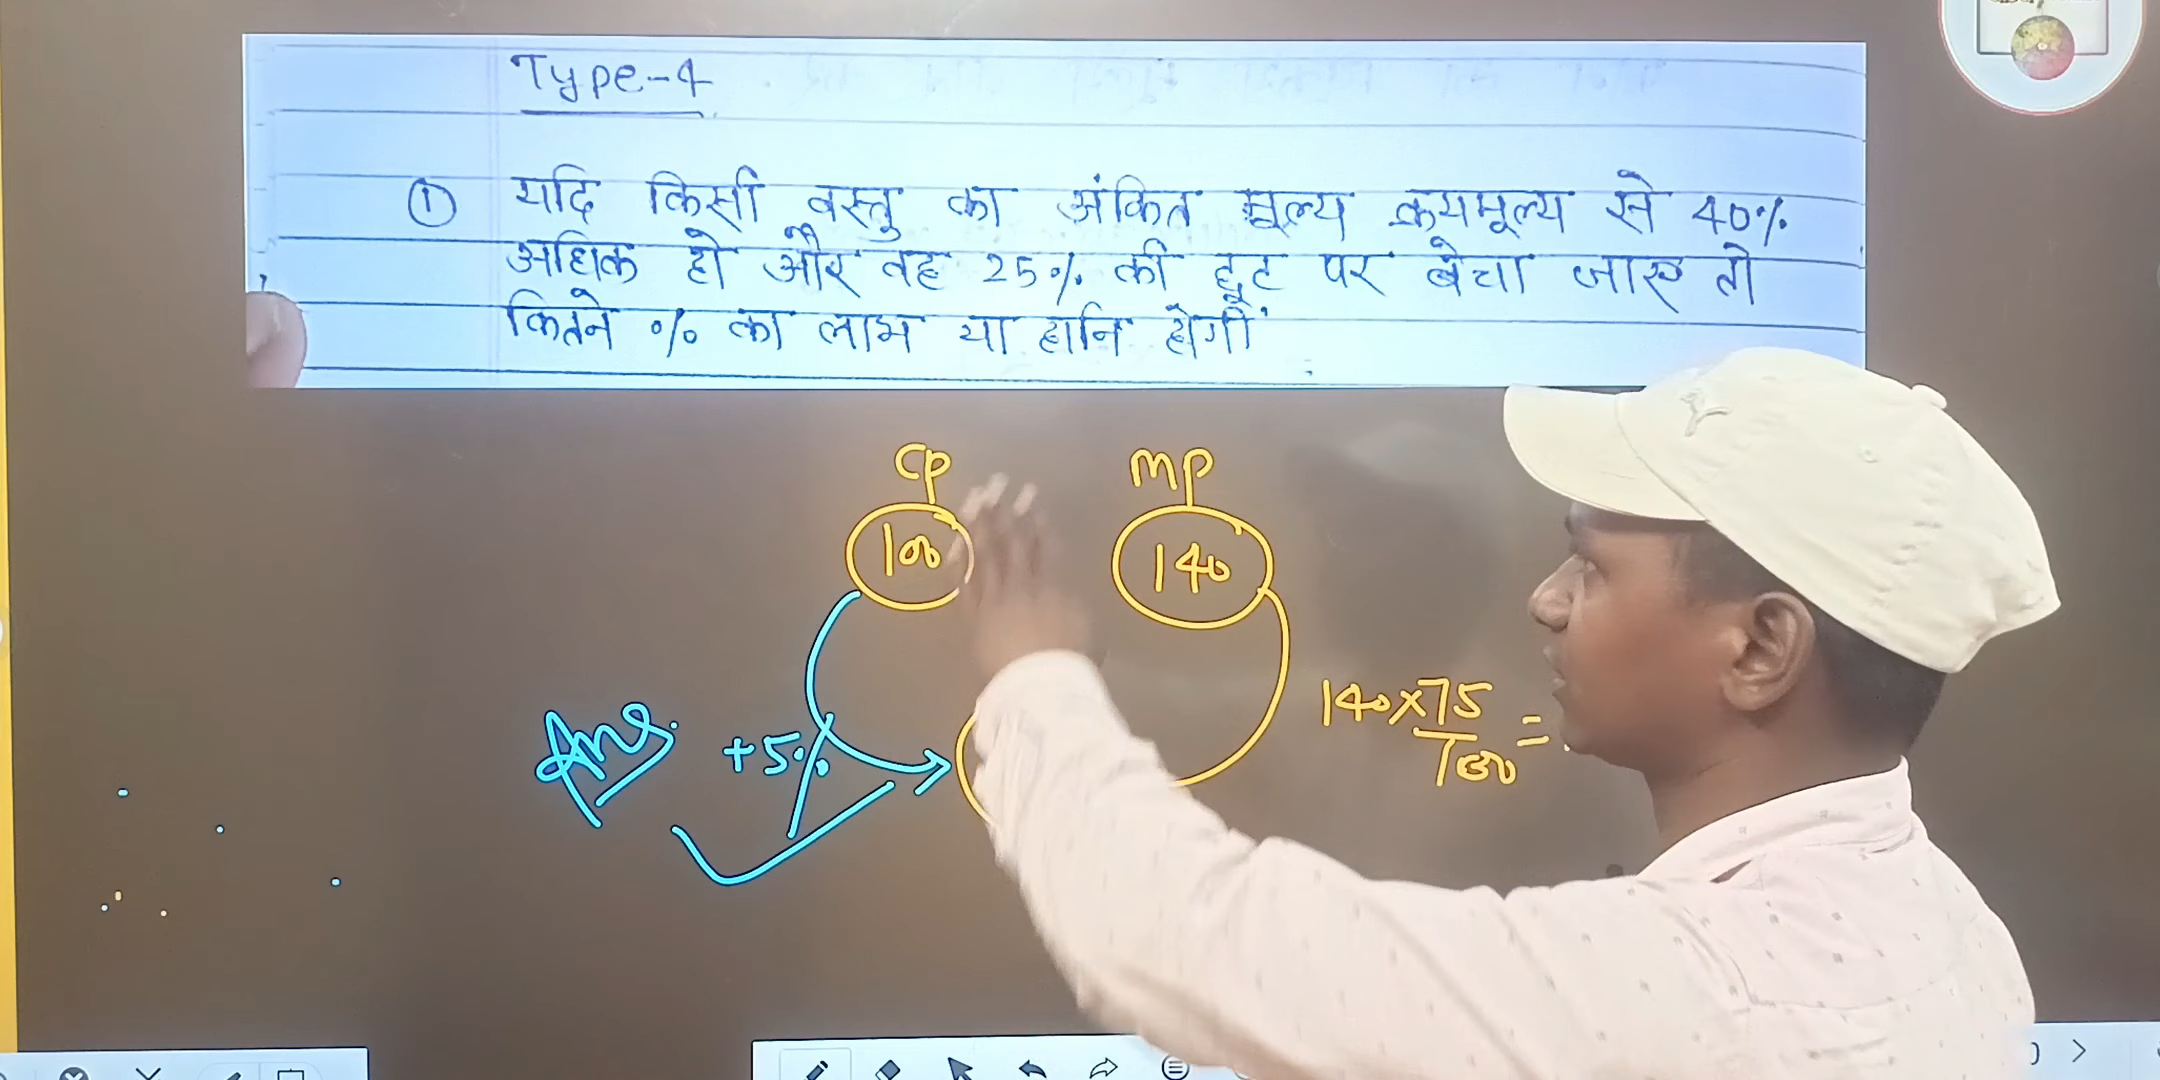 Type-4
① यदि किसी वस्तु का अंकित मूल्य क्रयमूल्य से 40%
अधिक हो और वह 25% की छूट पर बेचा जाए तो
कितने % का लाभ या हानि होगी
CP
MP
100
140
Ans.
+5%
140×75
100
=